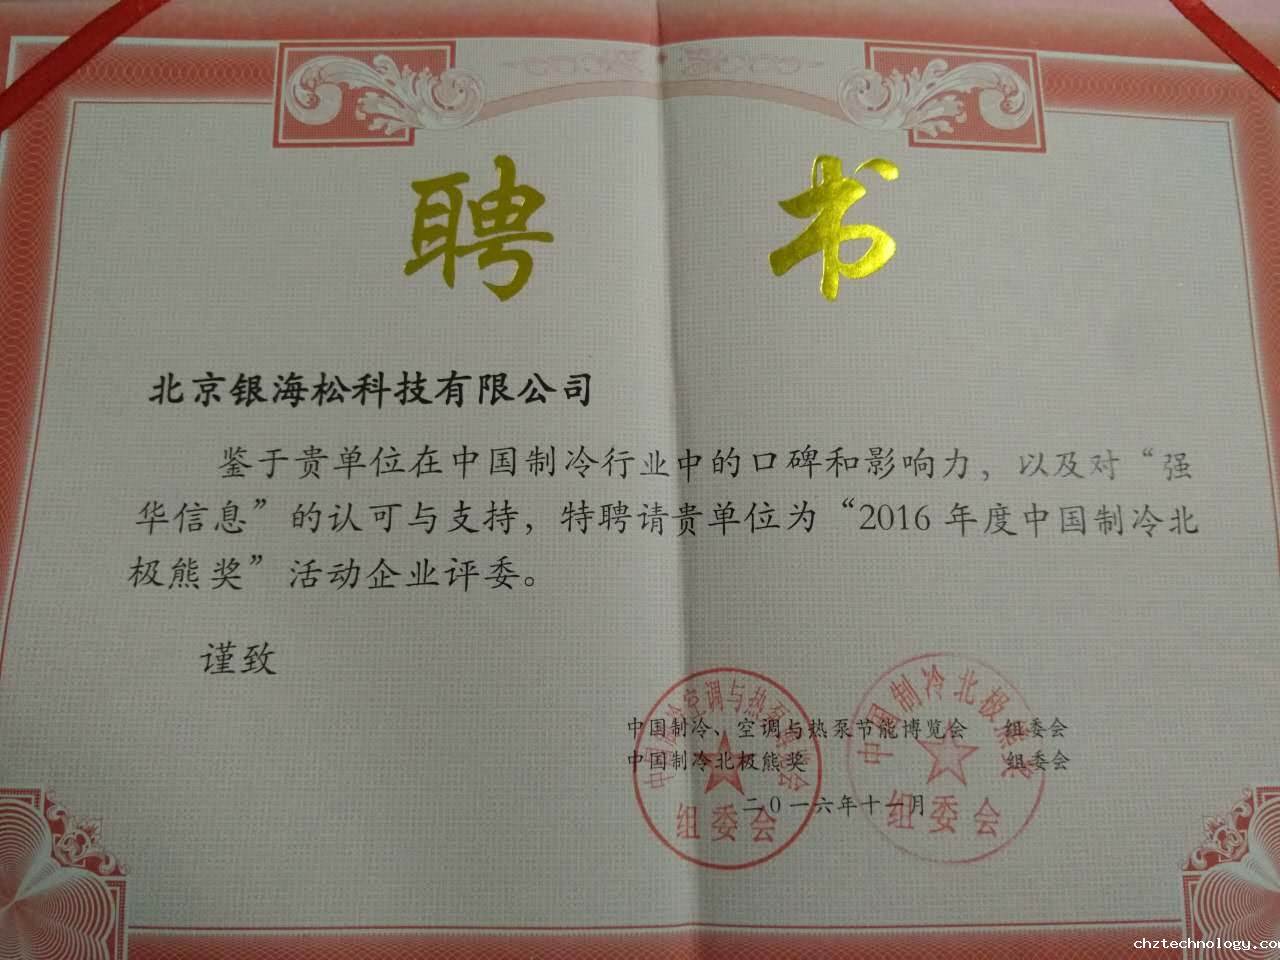 聘 书
北京银海松科技有限公司
鉴于贵单位在中国制冷行业中的口碑和影响力，以及对“强
华信息”的认可与支持，特聘请贵单位为“2016 年度中国制冷北
极熊奖”活动企业评委。
谨致
中国制冷、空调与热泵节能博览会 组委会
中国制冷北极熊奖 组委会
二〇一六年十一月
组委会
中国制冷北极熊奖
组委会
chztechnology.com